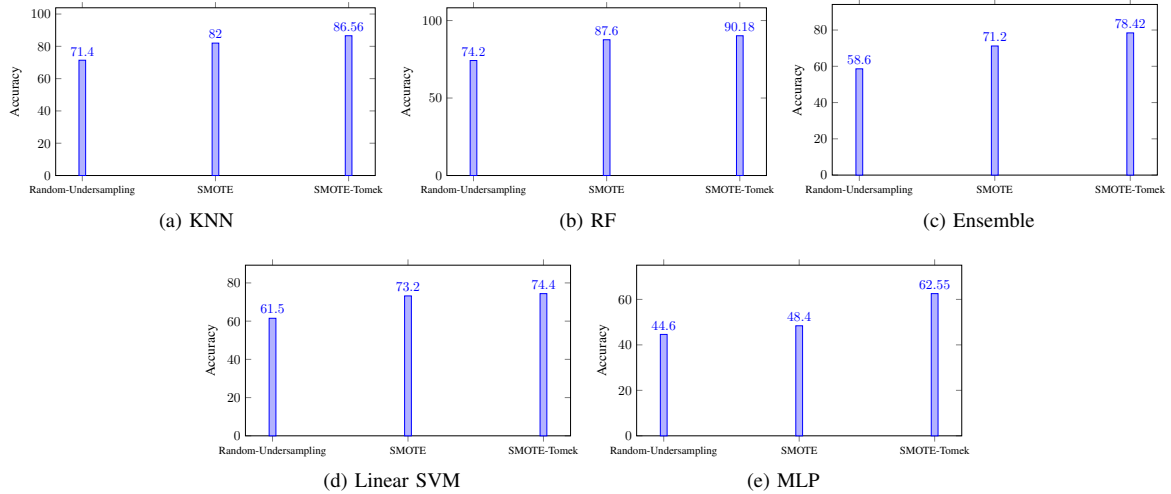 100
80
60
40
20
0
Accuracy
71.4
82
86.56
Random-Undersampling SMOTE SMOTE-Tomek
(a) KNN
100
50
0
Accuracy
74.2
87.6
90.18
Random-Undersampling SMOTE SMOTE-Tomek
(b) RF
80
60
40
20
0
Accuracy
58.6
71.2
78.42
Random-Undersampling SMOTE SMOTE-Tomek
(c) Ensemble
80
60
40
20
0
Accuracy
61.5
73.2
74.4
Random-Undersampling SMOTE SMOTE-Tomek
(d) Linear SVM
60
40
20
0
Accuracy
44.6
48.4
62.55
Random-Undersampling SMOTE SMOTE-Tomek
(e) MLP